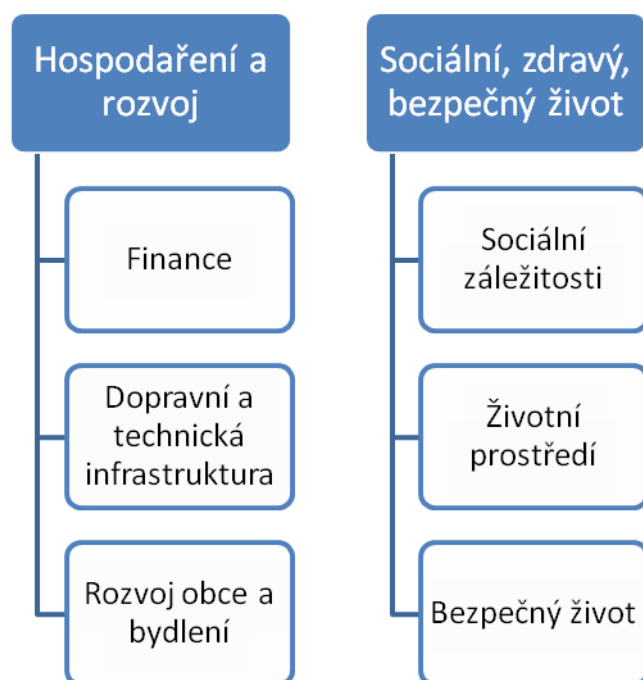 Hospodaření a
rozvoj
Finance
Dopravní a
technická
infrastruktura
Rozvoj obce a
bydlení
Sociální, zdravý,
bezpečný život
Sociální
záležitosti
Životní
prostředí
Bezpečný život